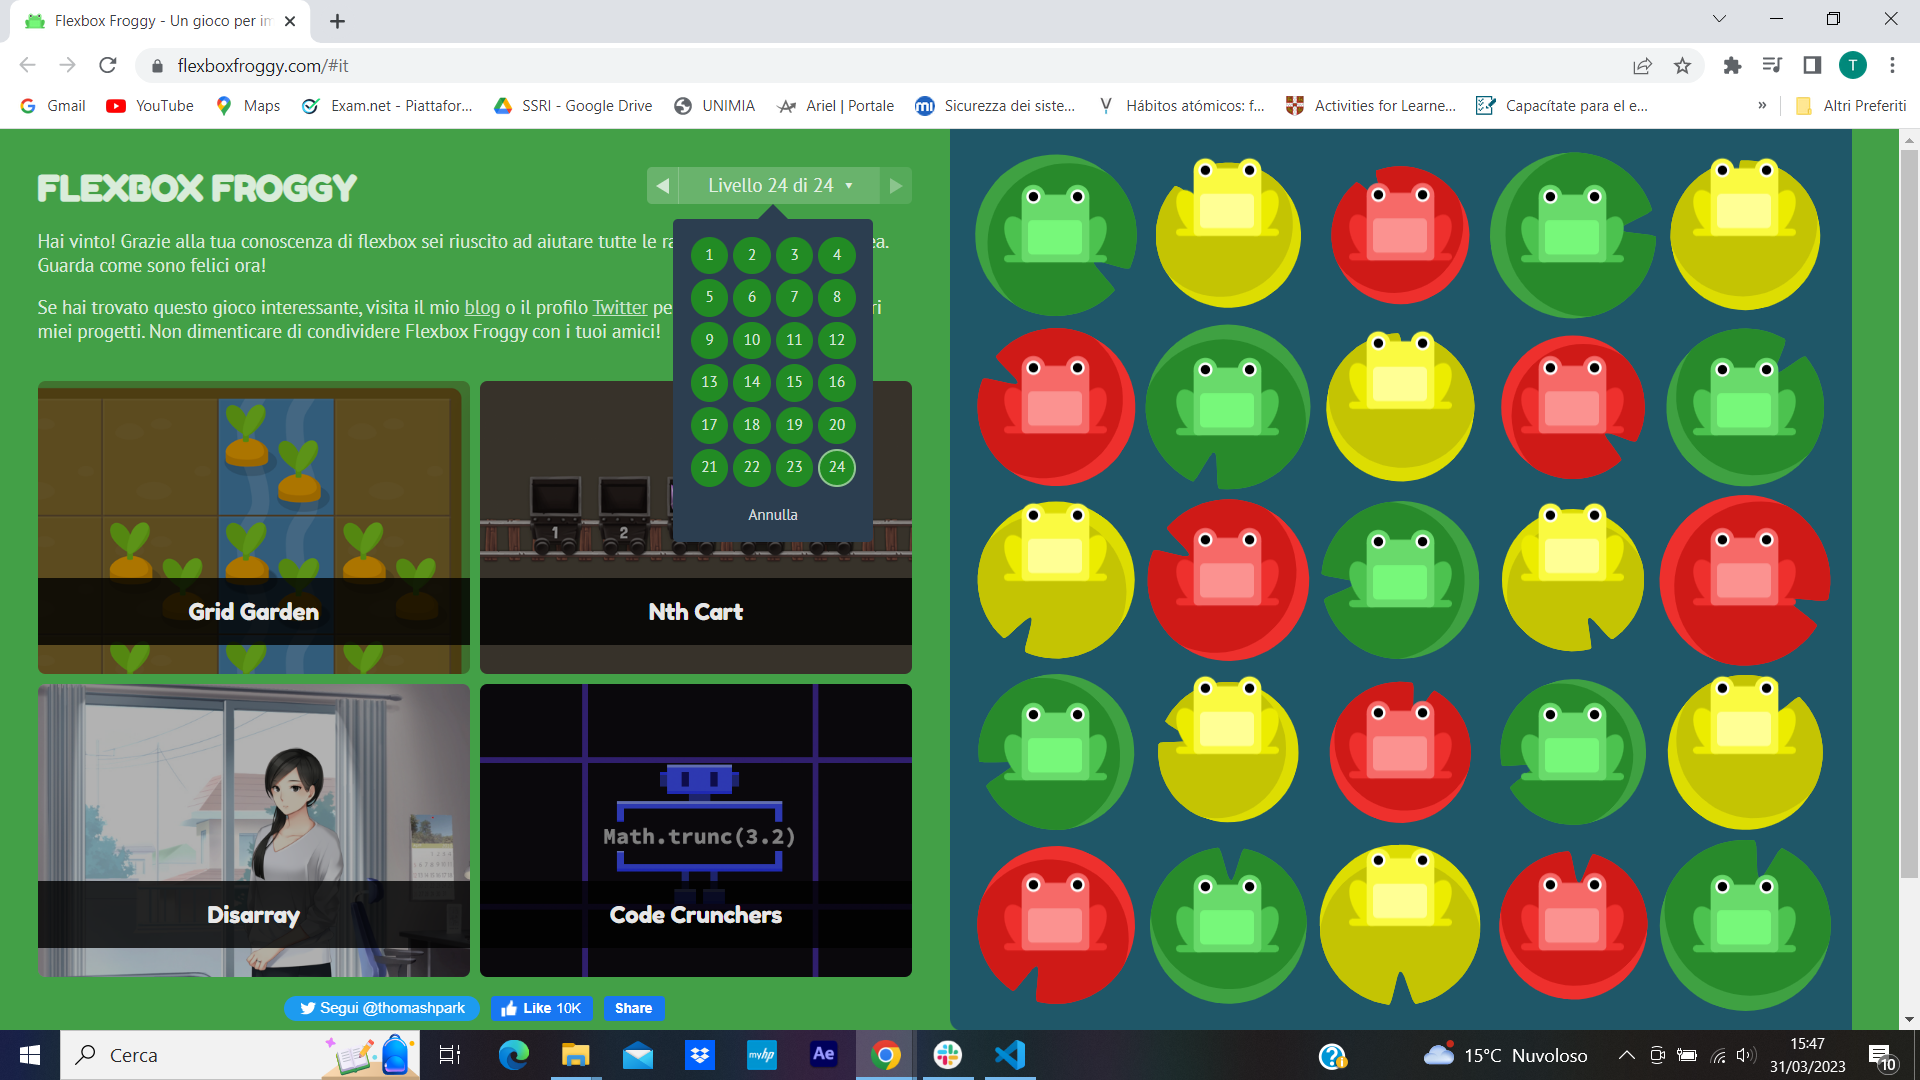 Flexbox Froggy - Un gioco per im
flexboxfroggy.com/#it
T
Gmail
YouTube
Maps
Exam.net - Piattafor...
SSRI - Google Drive
UNIMIA
Ariel | Portale
Sicurezza dei siste...
Hábitos atómicos: f...
Activities for Learne...
Capacítate para el e...
»
Altri Preferiti
FLEXBOX FROGGY
Livello 24 di 24
Hai vinto! Grazie alla tua conoscenza di flexbox sei riuscito ad aiutare tutte le ra ea.
Guarda come sono felici ora!
Se hai trovato questo gioco interessante, visita il mio blog o il profilo Twitter pe ri
miei progetti. Non dimenticare di condividere Flexbox Froggy con i tuoi amici!
1 2 3 4
5 6 7 8
9 10 11 12
13 14 15 16
17 18 19 20
21 22 23 24
Annulla
1 2
Grid Garden
Nth Cart
Math.trunc(3.2)
Disarray
Code Crunchers
Segui @thomashpark
Like 10K
Share
Cerca
myhp
Ae
15°C Nuvoloso
15:47
31/03/2023
10